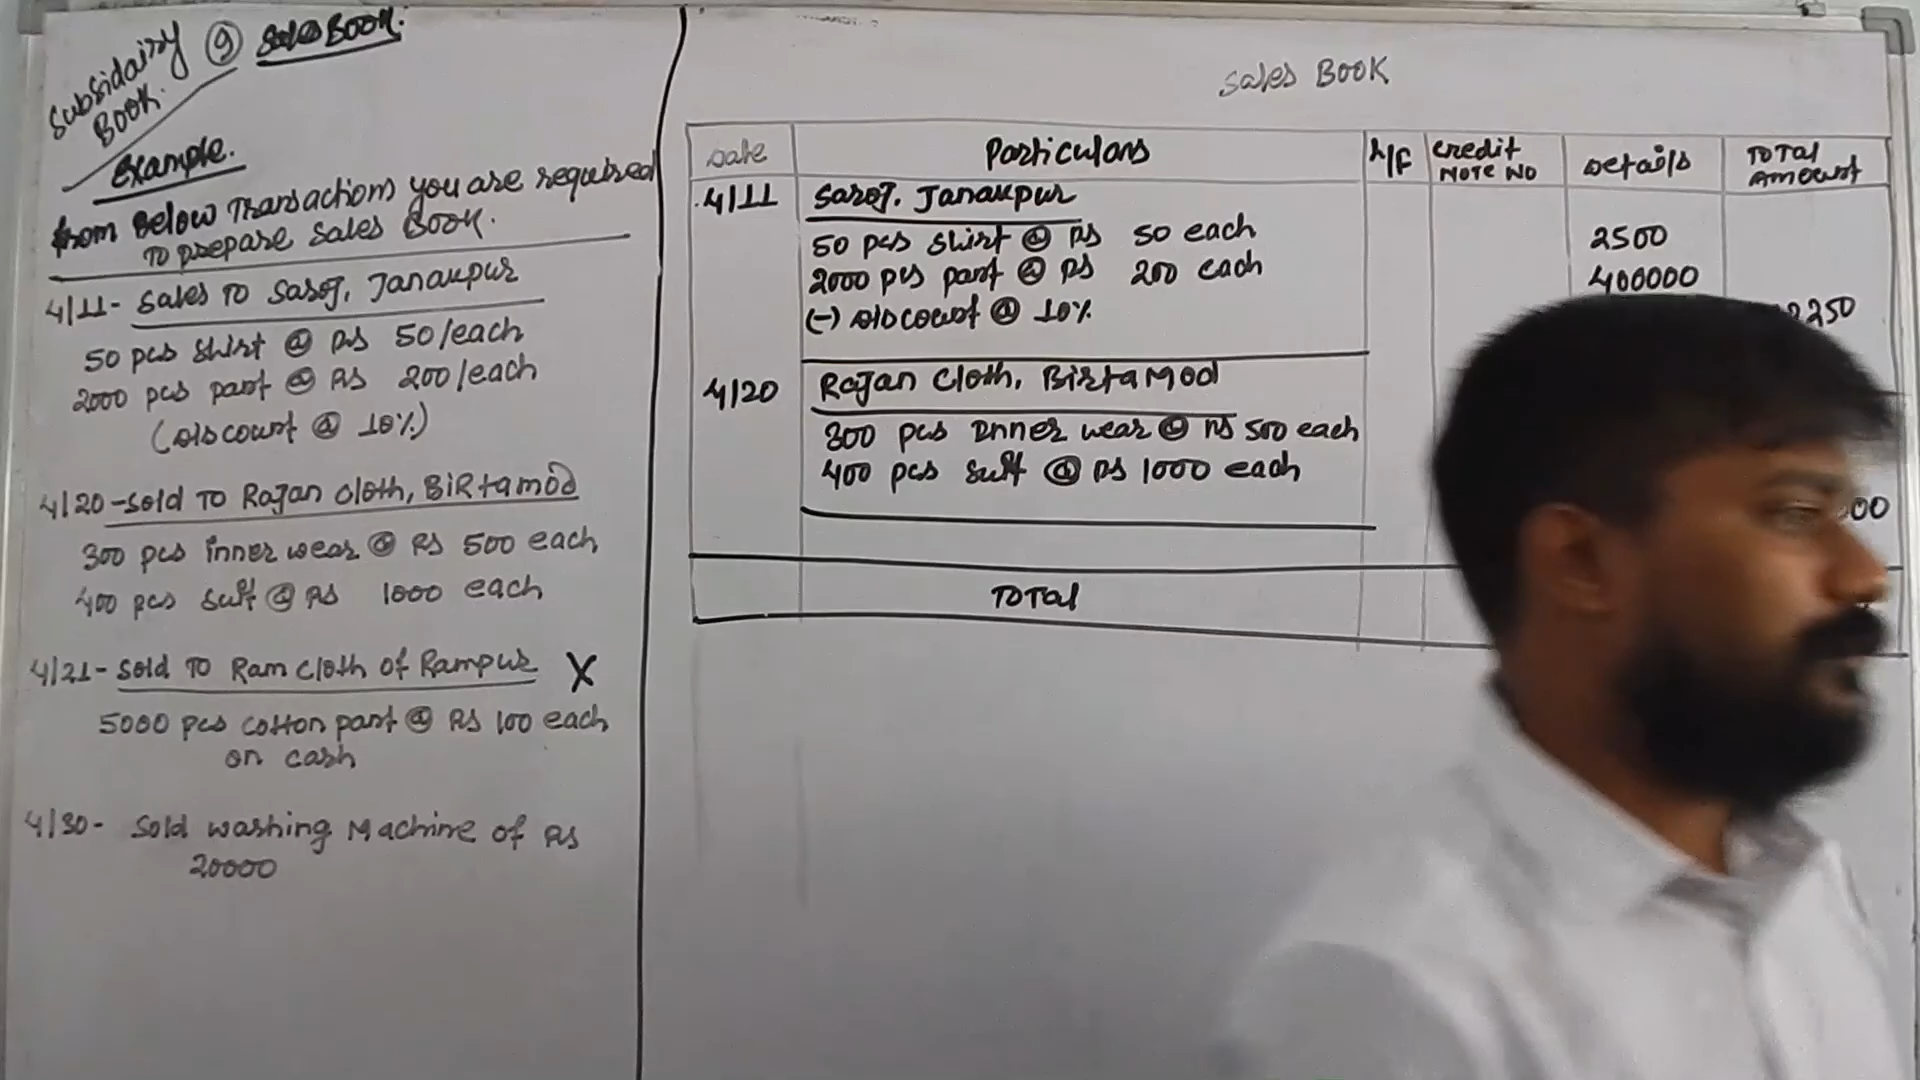 Subsidairy
BOOK.
9
Sales BOOK.
Example.
from Below Transactions you are required
TO prepare Sales BOOK.
4/11- Sales TO Saroj, Janakpur
50 pcs shirt @ RS 50/each
2000 pcs pant @ RS 200/each
(discount @ 10%)
4/20-Sold TO Rajan cloth, BIRtamod
300 pcs inner wear @ RS 500 each
400 pcs suit @ RS 1000 each
4/21- Sold TO Ram cloth of Rampur X
5000 pcs cotton pant @ RS 100 each
on cash
4/30- Sold washing Machine of RS
20000
Sales BOOK
Date Particulars L/F Credit Note No Details Total Amount
4/11 Saroj, Janakpur
50 pcs shirt @ RS 50 each 2500
2000 pcs pant @ RS 200 each 400000
(-) discount @ 10% 250
4/20 Rajan cloth, Birtamod
300 pcs Inner wear @ RS 500 each
400 pcs suit @ RS 1000 each
00
Total